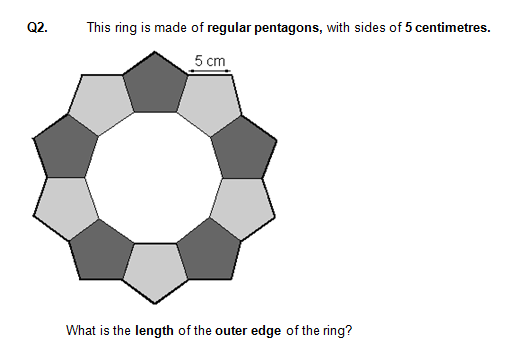 Q2. This ring is made of regular pentagons, with sides of 5 centimetres.
5 cm
What is the length of the outer edge of the ring?